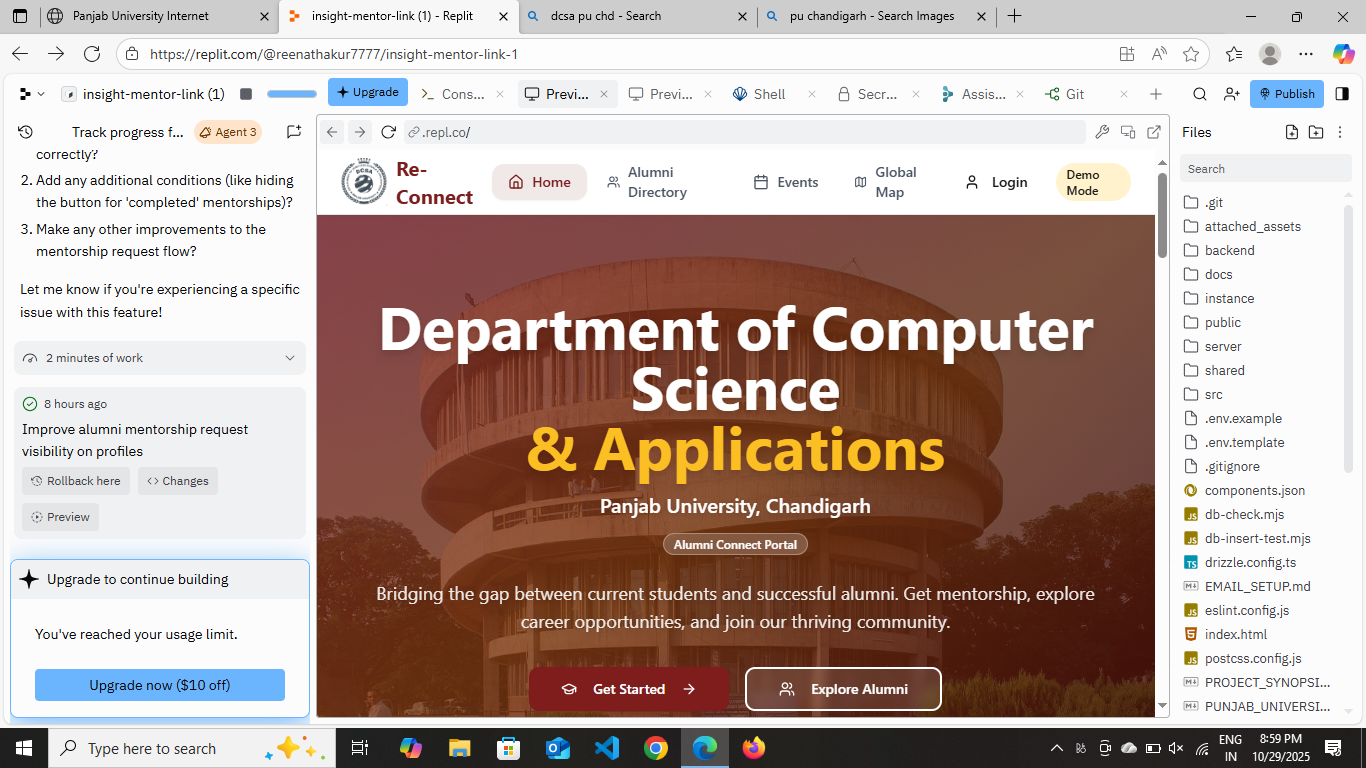 Panjab University Internet
insight-mentor-link (1) - Replit
dcsa pu chd - Search
pu chandigarh - Search Images
https://replit.com/@reenathakur7777/insight-mentor-link-1
insight-mentor-link (1)
Upgrade
Cons...
Previ...
Previ...
Shell
Secr...
Assis...
Git
Publish
Track progress f...
Agent 3
correctly?
2. Add any additional conditions (like hiding
the button for 'completed' mentorships)?
3. Make any other improvements to the
mentorship request flow?
Let me know if you're experiencing a specific
issue with this feature!
2 minutes of work
8 hours ago
Improve alumni mentorship request
visibility on profiles
Rollback here
Changes
Preview
Upgrade to continue building
You've reached your usage limit.
Upgrade now ($10 off)
.repl.co/
DCSA
Re-
Connect
Home
Alumni
Directory
Events
Global
Map
Login
Demo
Mode
Department of Computer
Science
& Applications
Panjab University, Chandigarh
Alumni Connect Portal
Bridging the gap between current students and successful alumni. Get mentorship, explore
career opportunities, and join our thriving community.
Get Started
Explore Alumni
Files
Search
.git
attached_assets
backend
docs
instance
public
server
shared
src
.env.example
.env.template
.gitignore
components.json
JS db-check.mjs
JS db-insert-test.mjs
TS drizzle.config.ts
EMAIL_SETUP.md
JS eslint.config.js
index.html
JS postcss.config.js
PROJECT_SYNOPSI...
PUNJAB_UNIVERSI...
Type here to search
ENG
IN
8:59 PM
10/29/2025